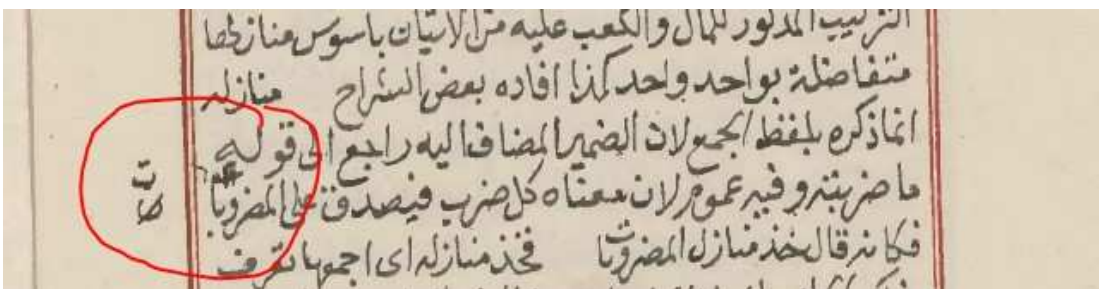 الترتيب المذكور للمال والكعب عليه من الاتيان باسوس منازلها
متفاضلة بواحد واحد كذا افاده بعض الشراح منازله
انما ذكره بلفظ الجمع لان الضمير المضاف اليه راجع الى قوله
ما ضربته وفيه عموم لان معناه كل ضرب فيصدق على المضروبات
فكانه قال خذ منازل المضروبات فخذ منازله اى اجمعها تعرف